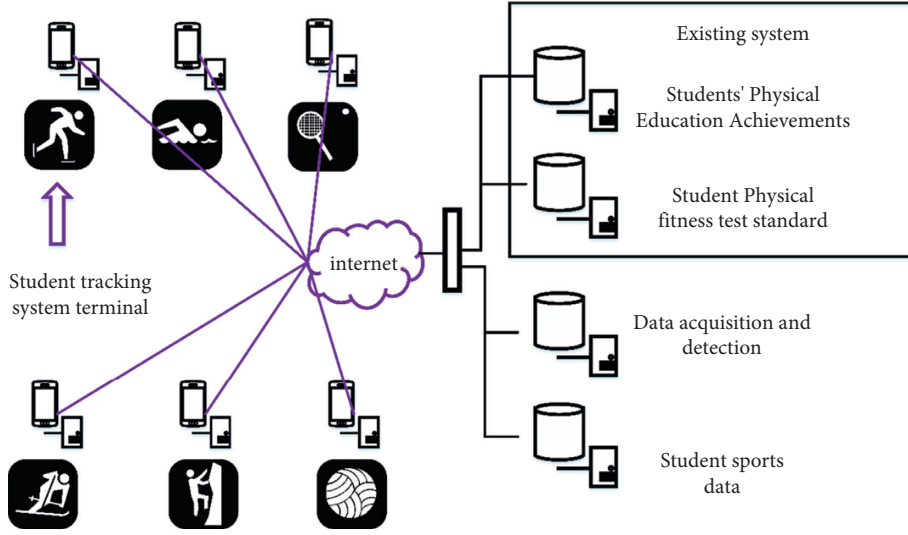 Existing system
Students' Physical
Education Achievements
Student Physical
fitness test standard
internet
Student tracking
system terminal
Data acquisition and
detection
Student sports
data